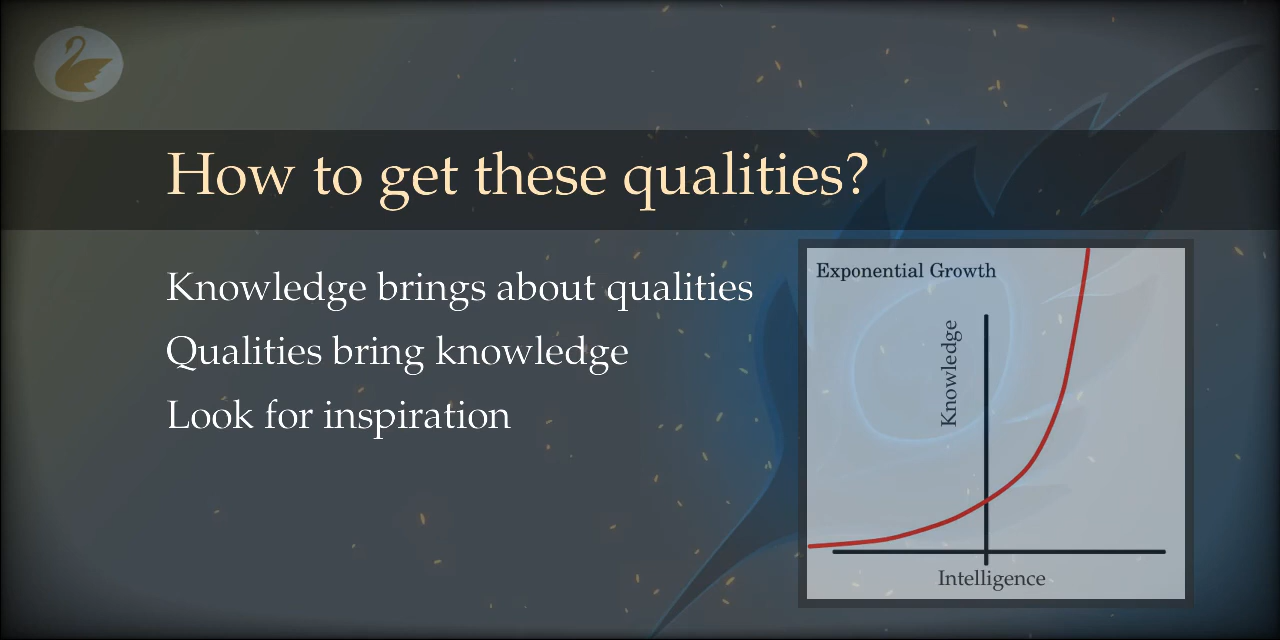 How to get these qualities?
Knowledge brings about qualities
Qualities bring knowledge
Look for inspiration
Exponential Growth
Knowledge
Intelligence